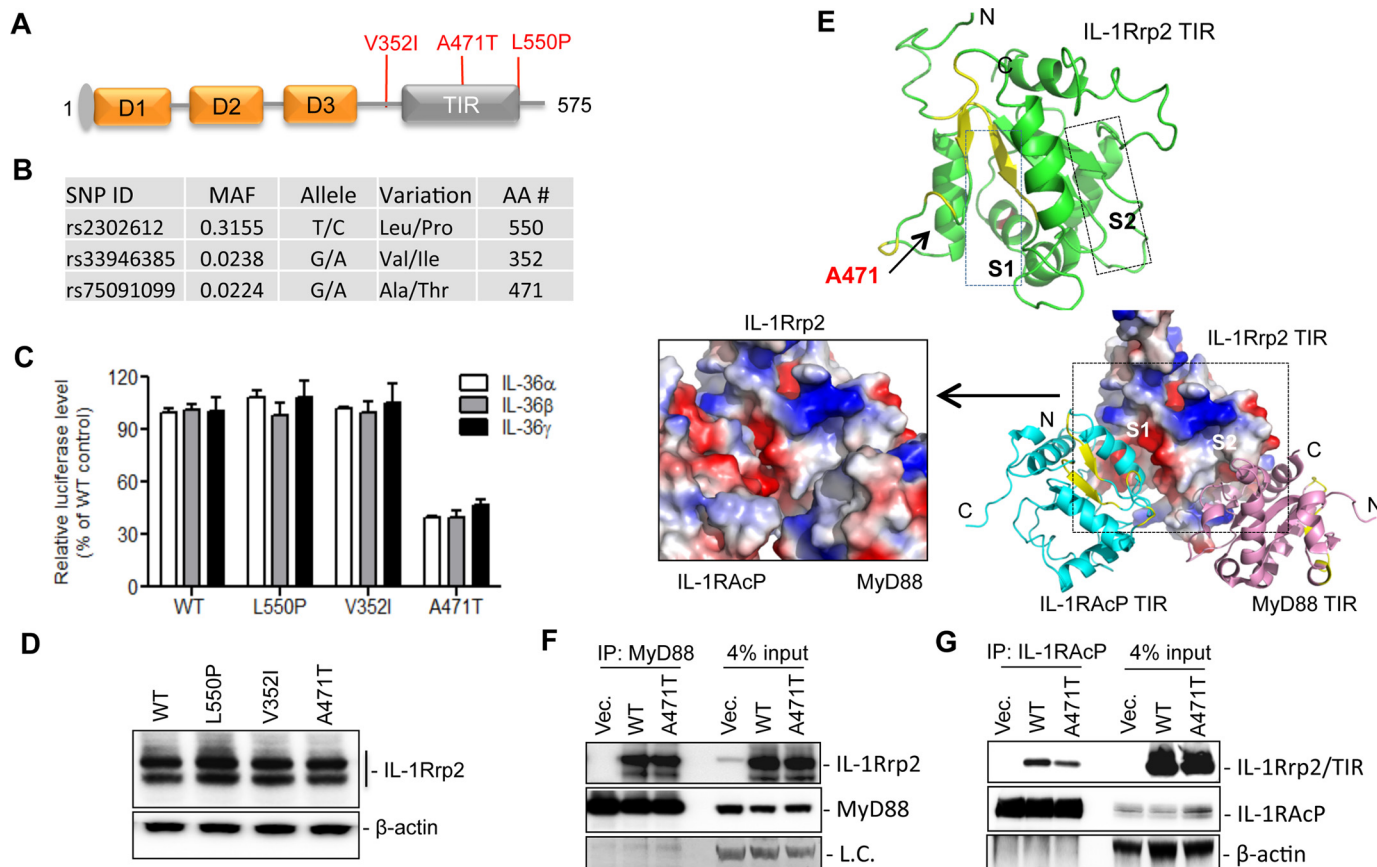 A
V352I A471T L550P
1 D1 D2 D3 TIR 575
B
SNP ID MAF Allele Variation AA #
rs2302612 0.3155 T/C Leu/Pro 550
rs33946385 0.0238 G/A Val/Ile 352
rs75091099 0.0224 G/A Ala/Thr 471
C
Relative luciferase level
(% of WT control)
120
90
60
30
0
IL-36α
IL-36β
IL-36γ
WT L550P V352I A471T
D
WT L550P V352I A471T
- IL-1Rrp2
- β-actin
E
N
IL-1Rrp2 TIR
C
S1
S2
A471
IL-1Rrp2
IL-1RAcP MyD88
IL-1Rrp2 TIR
S1
S2
N
C
C
N
IL-1RAcP TIR MyD88 TIR
F
IP: MyD88 4% input
Vec. WT A471T Vec. WT A471T
- IL-1Rrp2
- MyD88
- L.C.
G
IP: IL-1RAcP 4% input
Vec. WT A471T Vec. WT A471T
- IL-1Rrp2/TIR
- IL-1RAcP
- β-actin